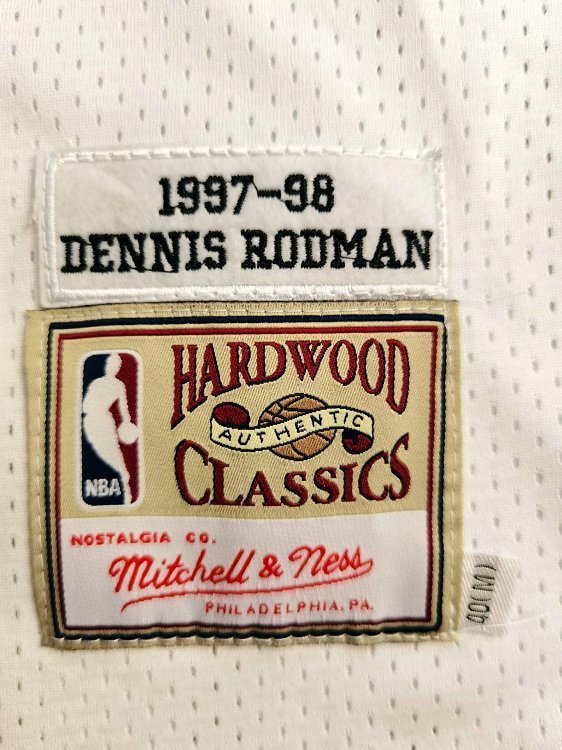 1997-98
DENNIS RODMAN
HARDWOOD
AUTHENTIC
CLASSICS
NBA
NOSTALGIA CO.
Mitchell & Ness
PHILADELPHIA, PA.
40(M)